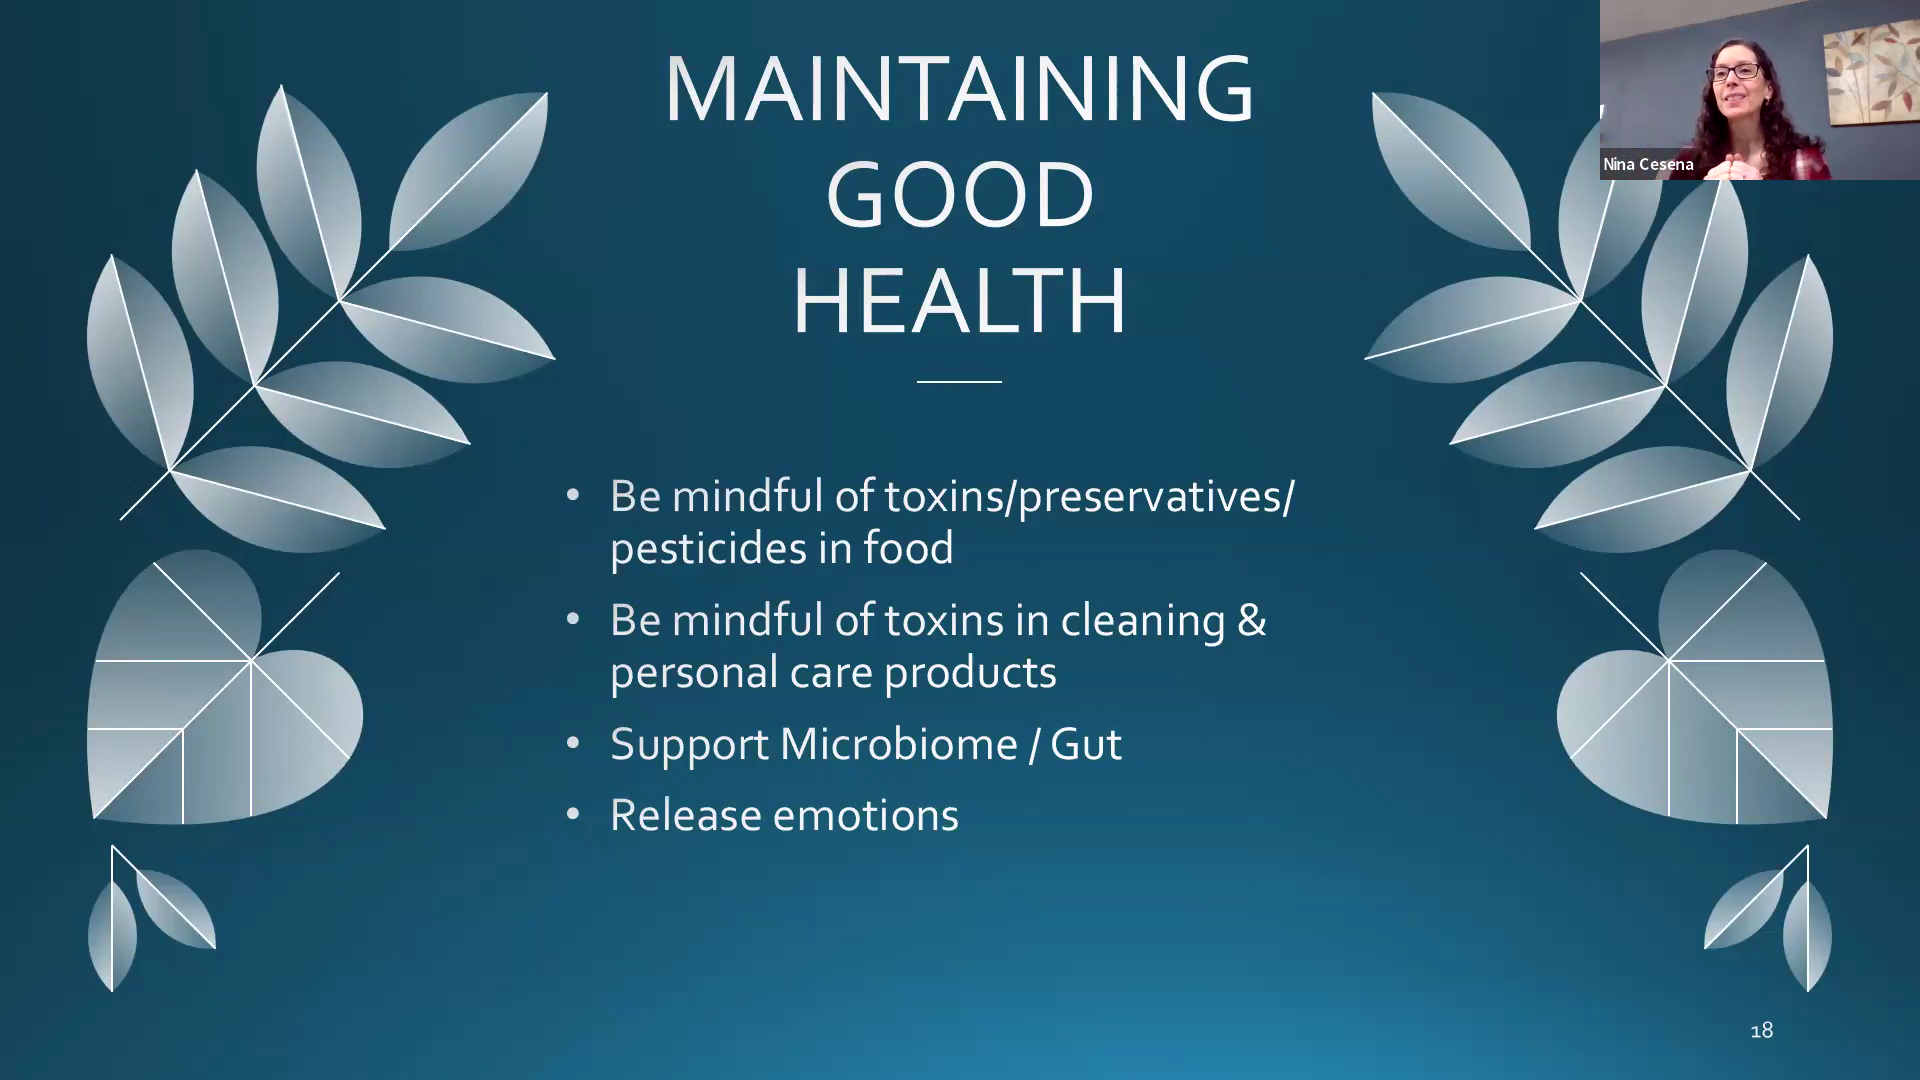 MAINTAINING
GOOD
HEALTH
Nina Cesena
• Be mindful of toxins/preservatives/
pesticides in food
• Be mindful of toxins in cleaning &
personal care products
• Support Microbiome / Gut
• Release emotions
18